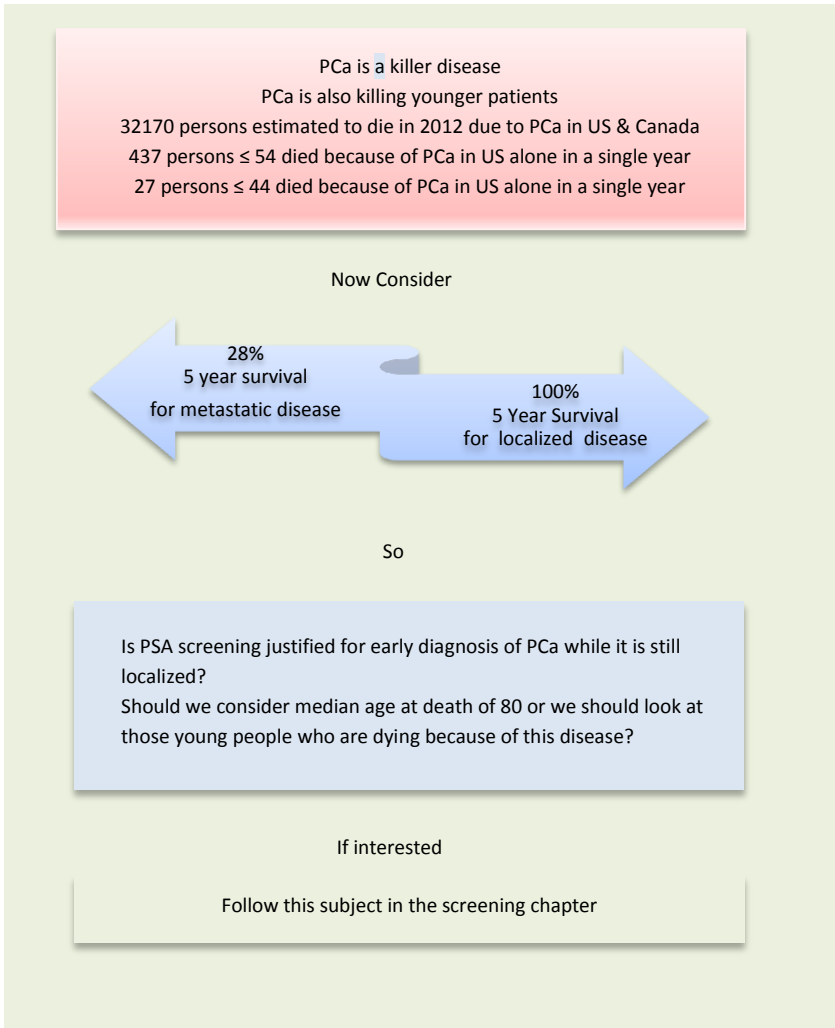 PCa is a killer disease
PCa is also killing younger patients
32170 persons estimated to die in 2012 due to PCa in US & Canada
437 persons ≤ 54 died because of PCa in US alone in a single year
27 persons ≤ 44 died because of PCa in US alone in a single year
Now Consider
28%
5 year survival
for metastatic disease
100%
5 Year Survival
for localized disease
So
Is PSA screening justified for early diagnosis of PCa while it is still
localized?
Should we consider median age at death of 80 or we should look at
those young people who are dying because of this disease?
If interested
Follow this subject in the screening chapter